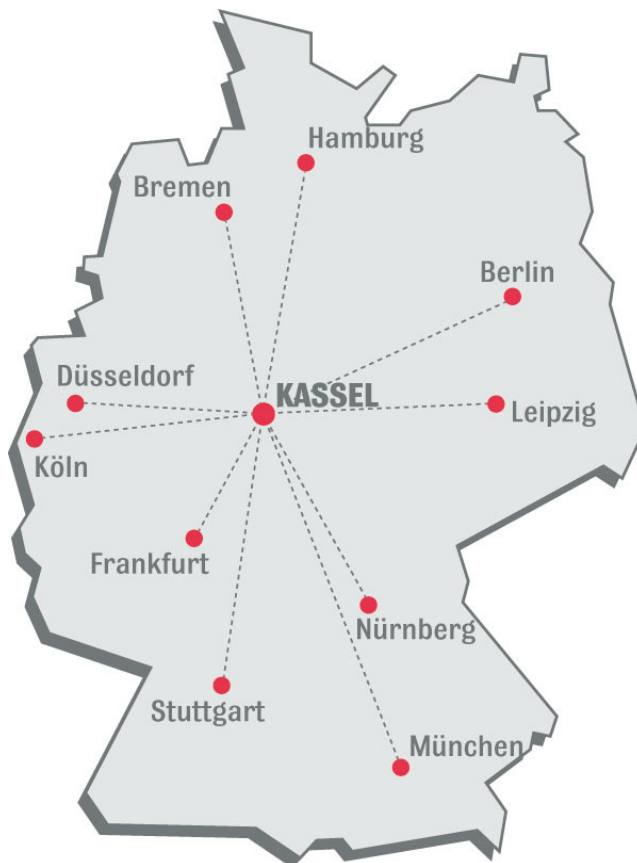 Hamburg
Bremen
Berlin
Düsseldorf
KASSEL
Leipzig
Köln
Frankfurt
Nürnberg
Stuttgart
München